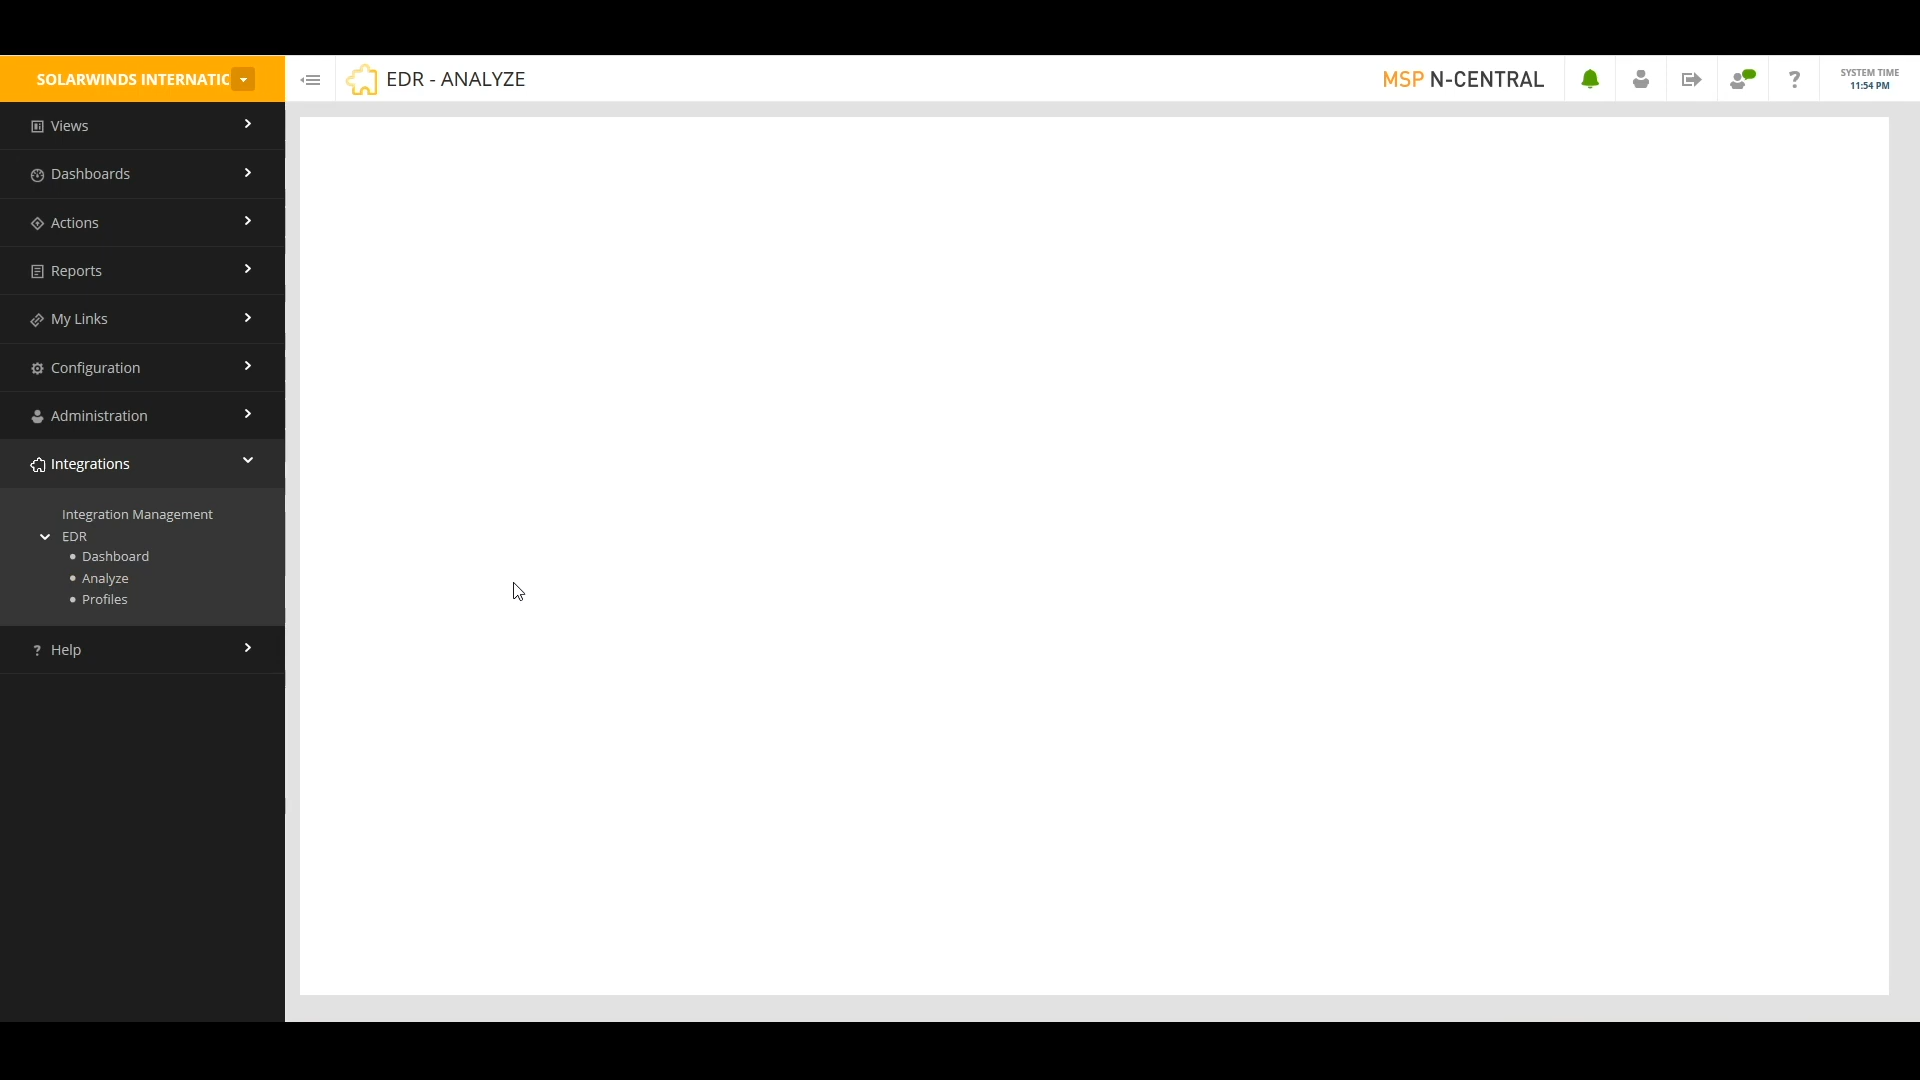 SOLARWINDS INTERNATIC
EDR - ANALYZE
MSP N-CENTRAL
?
SYSTEM TIME
11:54 PM
Views
Dashboards
Actions
Reports
My Links
Configuration
Administration
Integrations
Integration Management
EDR
• Dashboard
• Analyze
• Profiles
? Help